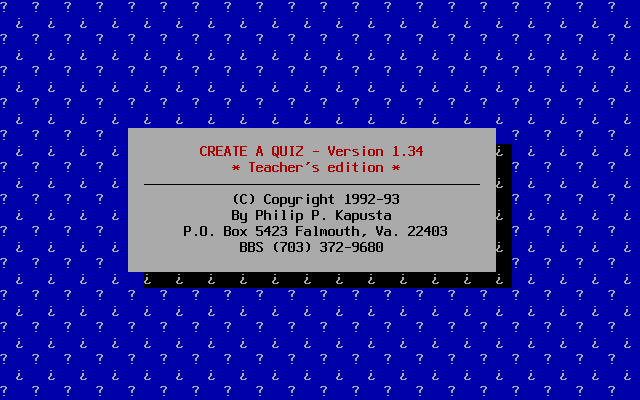 CREATE A QUIZ - Version 1.34
* Teacher's edition *
(C) Copyright 1992-93
By Philip P. Kapusta
P.O. Box 5423 Falmouth, Va. 22403
BBS (703) 372-9680